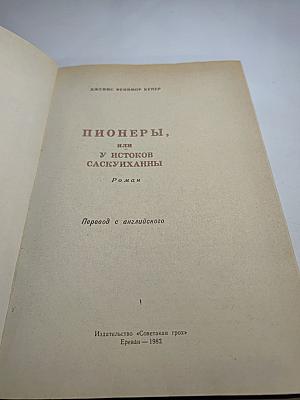 ДЖЕЙМС ФЕНИМОР КУПЕР
ПИОНЕРЫ,
или
У ИСТОКОВ
САСКУИХАННЫ
Роман
Перевод с английского
Издательство «Советакан грох»
Ереван — 1982